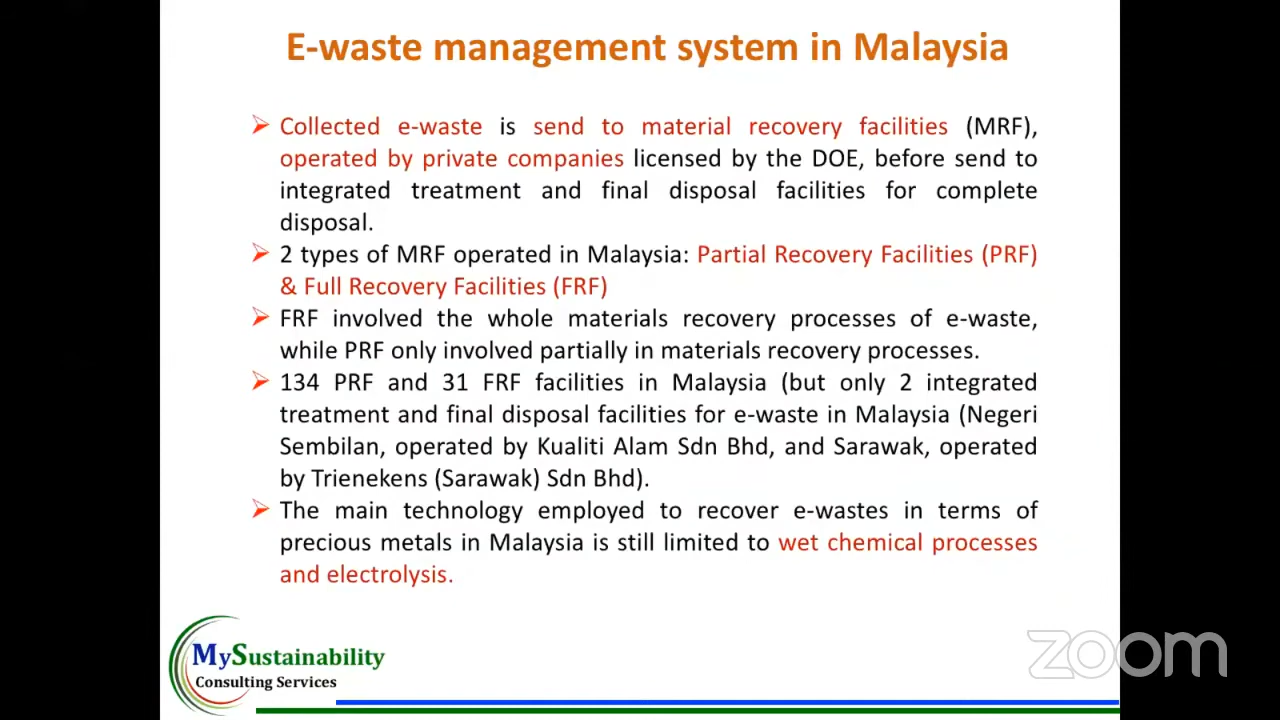 E-waste management system in Malaysia
Collected e-waste is send to material recovery facilities (MRF),
operated by private companies licensed by the DOE, before send to
integrated treatment and final disposal facilities for complete
disposal.
2 types of MRF operated in Malaysia: Partial Recovery Facilities (PRF)
& Full Recovery Facilities (FRF)
FRF involved the whole materials recovery processes of e-waste,
while PRF only involved partially in materials recovery processes.
134 PRF and 31 FRF facilities in Malaysia (but only 2 integrated
treatment and final disposal facilities for e-waste in Malaysia (Negeri
Sembilan, operated by Kualiti Alam Sdn Bhd, and Sarawak, operated
by Trienekens (Sarawak) Sdn Bhd).
The main technology employed to recover e-wastes in terms of
precious metals in Malaysia is still limited to wet chemical processes
and electrolysis.
MySustainability
Consulting Services
zoom